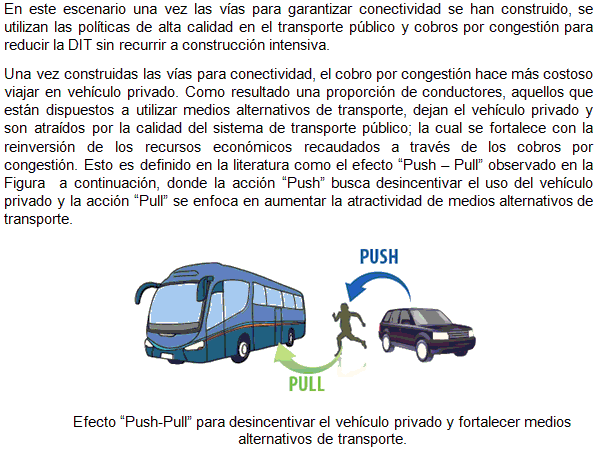 En este escenario una vez las vías para garantizar conectividad se han construido, se
utilizan las políticas de alta calidad en el transporte público y cobros por congestión para
reducir la DIT sin recurrir a construcción intensiva.
Una vez construidas las vías para conectividad, el cobro por congestión hace más costoso
viajar en vehículo privado. Como resultado una proporción de conductores, aquellos que
están dispuestos a utilizar medios alternativos de transporte, dejan el vehículo privado y
son atraídos por la calidad del sistema de transporte público; la cual se fortalece con la
reinversión de los recursos económicos recaudados a través de los cobros por
congestión. Esto es definido en la literatura como el efecto “Push – Pull” observado en la
Figura a continuación, donde la acción “Push” busca desincentivar el uso del vehículo
privado y la acción “Pull” se enfoca en aumentar la atractividad de medios alternativos de
transporte.
PUSH
PULL
Efecto “Push-Pull” para desincentivar el vehículo privado y fortalecer medios
alternativos de transporte.